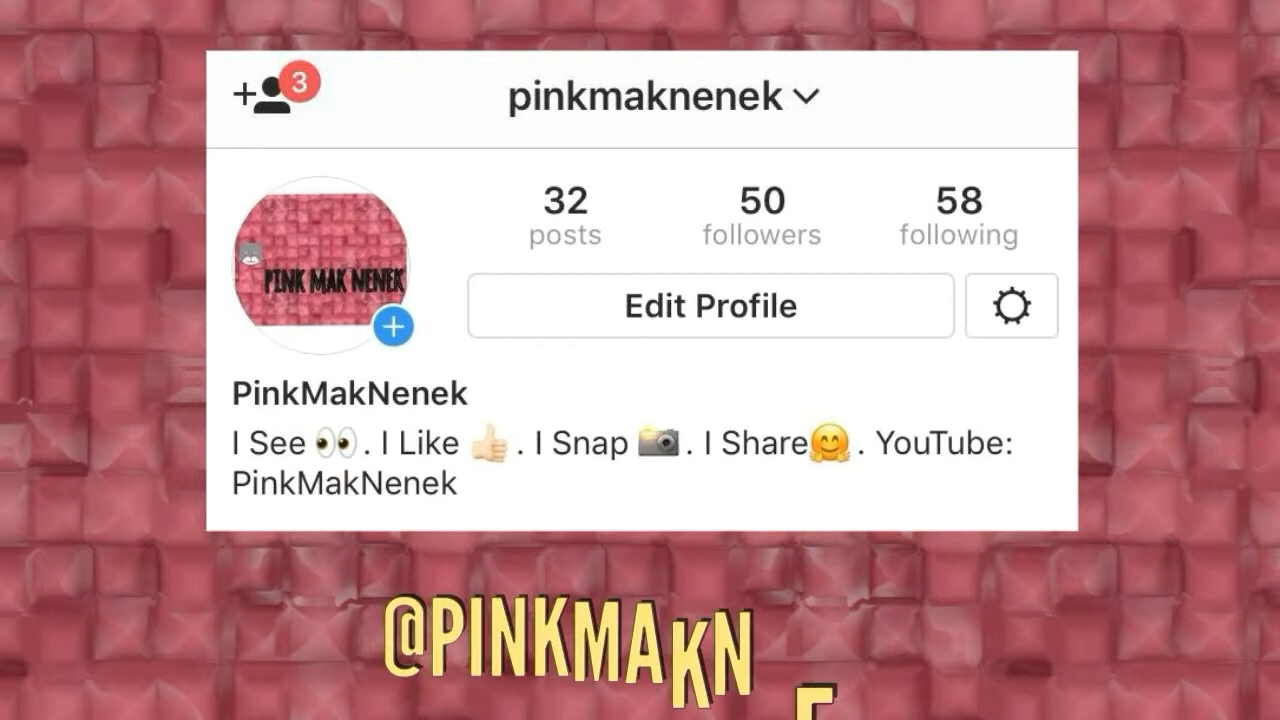 3
pinkmaknenek
32 50 58
posts followers following
PINK MAK NENEK
Edit Profile
PinkMakNenek
I See 👀. I Like 👍🏻. I Snap 📸. I Share🤗. YouTube:
PinkMakNenek
@PINKMAKN